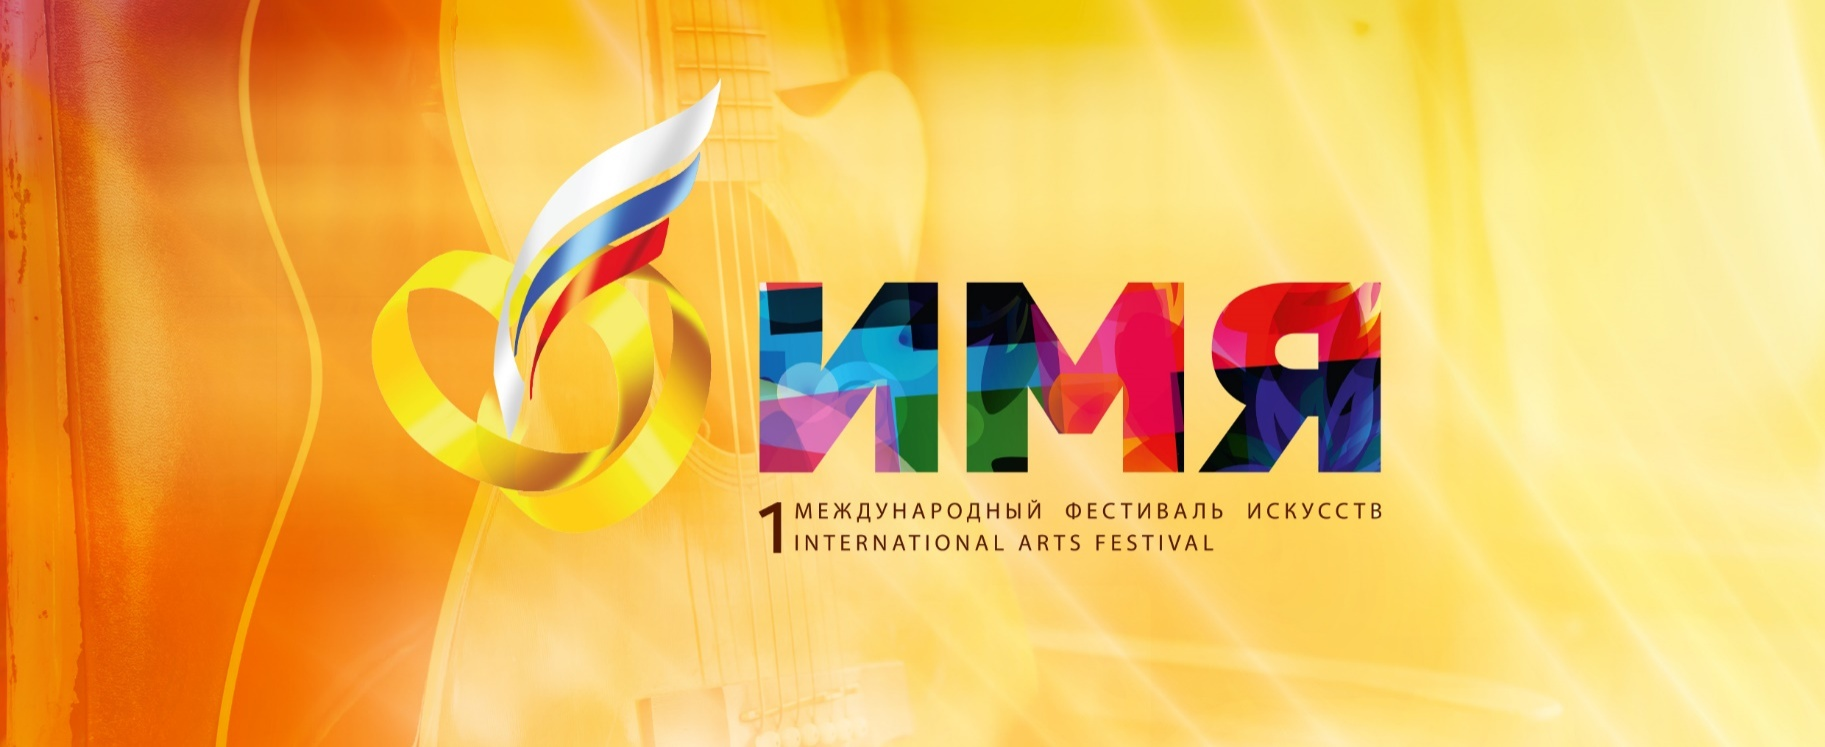 ИМЯ
1 МЕЖДУНАРОДНЫЙ ФЕСТИВАЛЬ ИСКУССТВ
INTERNATIONAL ARTS FESTIVAL